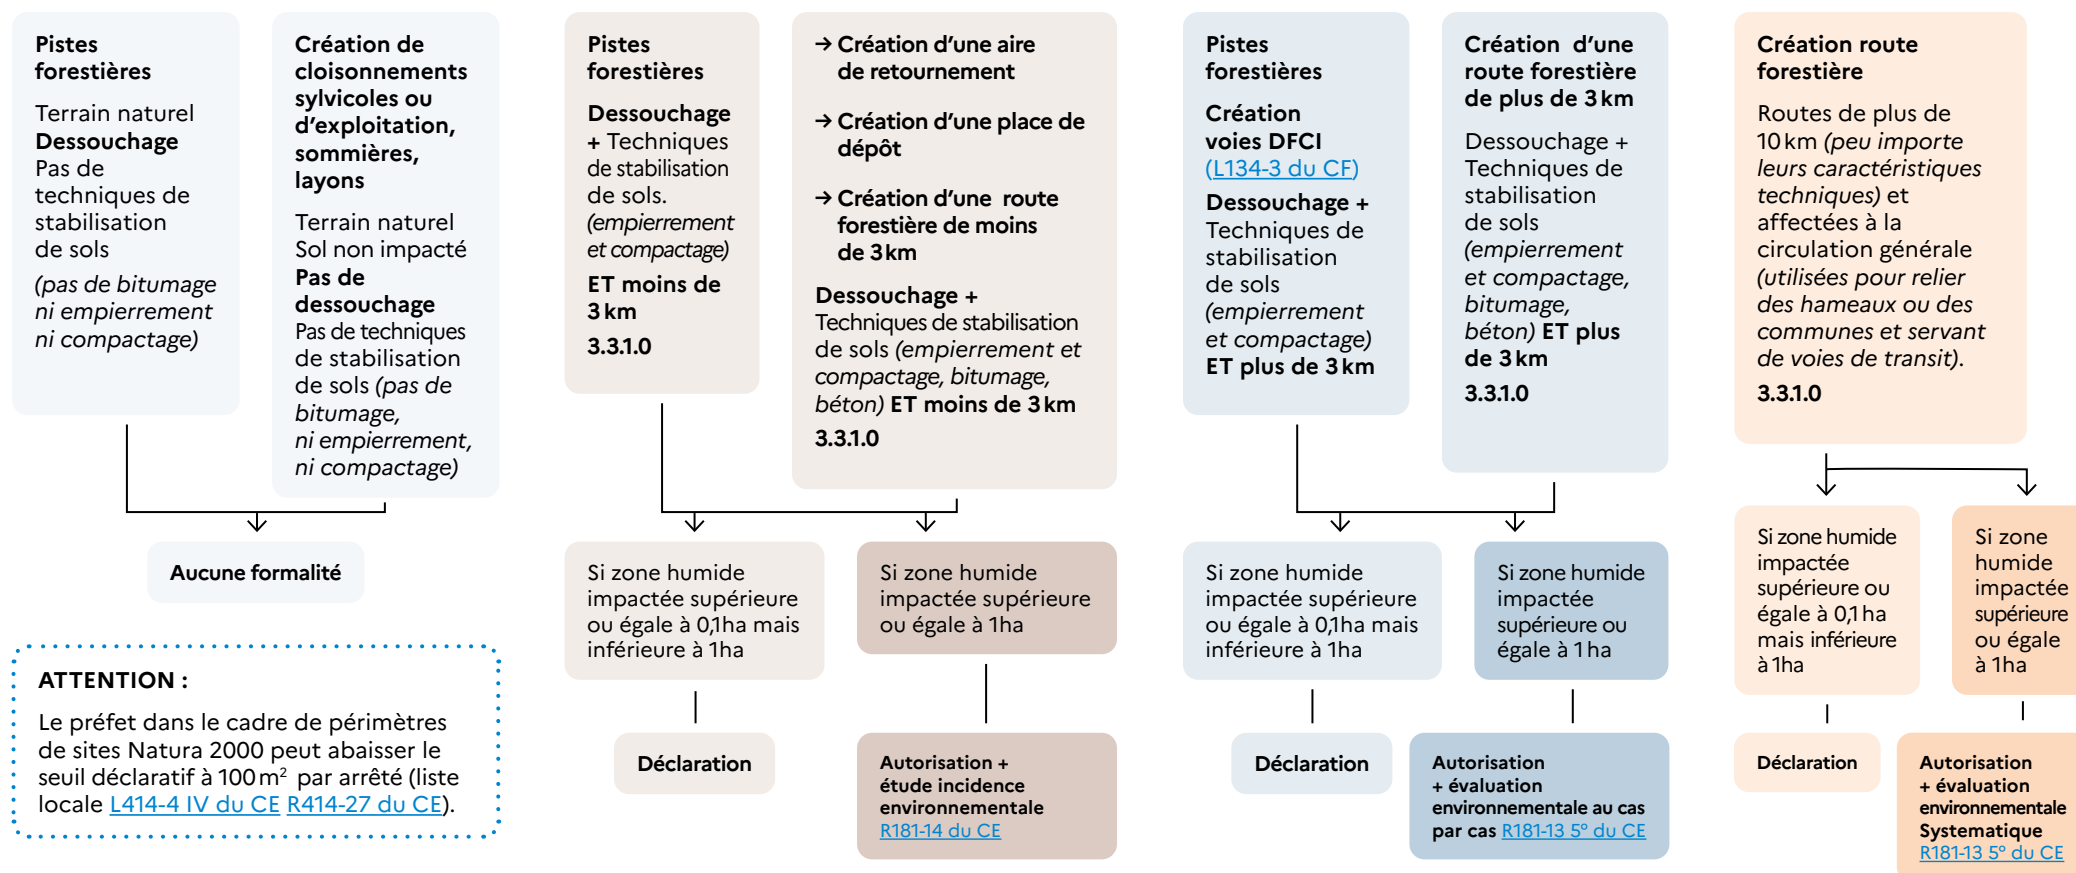 Pistes
forestières
Terrain naturel
Dessouchage
Pas de
techniques de
stabilisation
de sols
(pas de bitumage
ni empierrement
ni compactage)
Création de
cloisonnements
sylvicoles ou
d’exploitation,
sommières,
layons
Terrain naturel
Sol non impacté
Pas de
dessouchage
Pas de techniques
de stabilisation
de sols (pas de
bitumage,
ni empierrement,
ni compactage)
Aucune formalité
ATTENTION :
Le préfet dans le cadre de périmètres
de sites Natura 2000 peut abaisser le
seuil déclaratif à 100 m² par arrêté (liste
locale L414-4 IV du CE R414-27 du CE).
Pistes
forestières
Dessouchage
+ Techniques
de stabilisation
de sols.
(empierrement
et compactage)
ET moins de
3 km
3.3.1.0
→ Création d’une aire
de retournement
→ Création d’une place de
dépôt
→ Création d’une route
forestière de moins
de 3 km
Dessouchage +
Techniques de stabilisation
de sols (empierrement et
compactage, bitumage,
béton) ET moins de 3 km
3.3.1.0
Si zone humide
impactée supérieure
ou égale à 0,1ha mais
inférieure à 1ha
Déclaration
Si zone humide
impactée supérieure
ou égale à 1ha
Autorisation +
étude incidence
environnementale
R181-14 du CE
Pistes
forestières
Création
voies DFCI
(L134-3 du CF)
Dessouchage +
Techniques de
stabilisation
de sols
(empierrement
et compactage)
ET plus de 3 km
Création d’une
route forestière
de plus de 3 km
Dessouchage +
Techniques de
stabilisation
de sols
(empierrement
et compactage,
bitumage,
béton) ET plus
de 3 km
3.3.1.0
Si zone humide
impactée supérieure
ou égale à 0,1ha mais
inférieure à 1ha
Déclaration
Si zone humide
impactée
supérieure ou
égale à 1 ha
Autorisation
+ évaluation
environnementale au cas
par cas R181-13 5° du CE
Création route
forestière
Routes de plus de
10 km (peu importe
leurs caractéristiques
techniques) et
affectées à la
circulation générale
(utilisées pour relier
des hameaux ou des
communes et servant
de voies de transit).
3.3.1.0
Si zone humide
impactée
supérieure ou
égale à 0,1 ha
mais inférieure
à 1ha
Déclaration
Si zone
humide
impactée
supérieure
ou égale
à 1ha
Autorisation
+ évaluation
environnementale
Systematique
R181-13 5° du CE